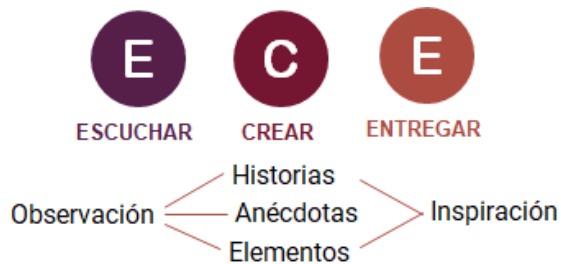 E C E
ESCUCHAR CREAR ENTREGAR
Historias
Observación Anécdotas Inspiración
Elementos